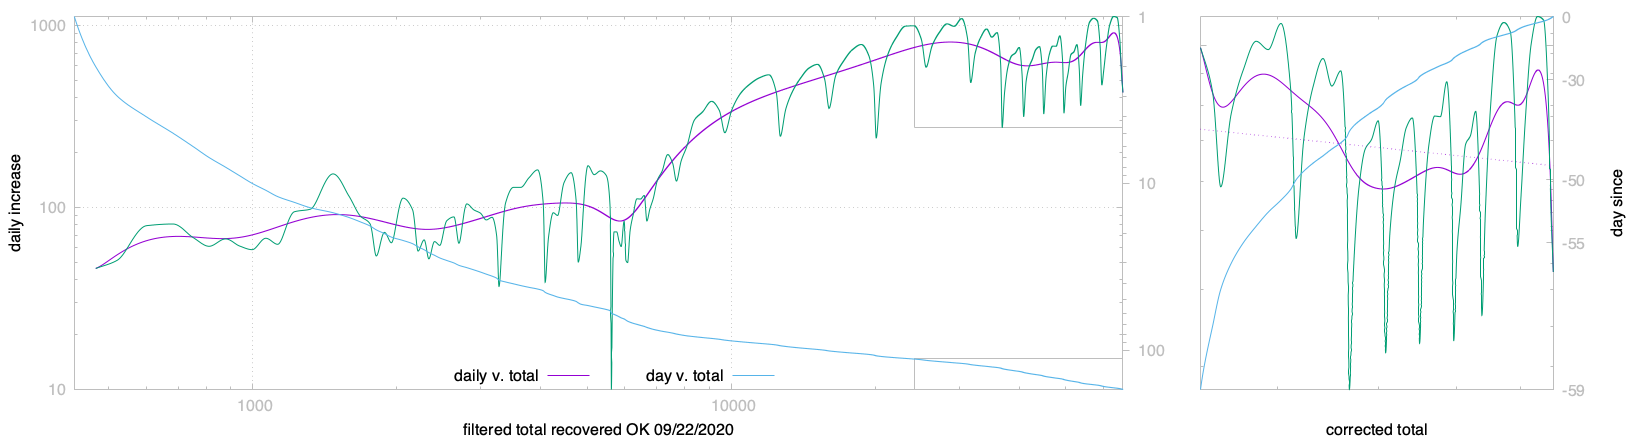 1000
100
10
daily increase
1000
10000
filtered total recovered OK 09/22/2020
daily v. total
day v. total
1
10
100
0
-30
-50
-55
-59
day since
corrected total